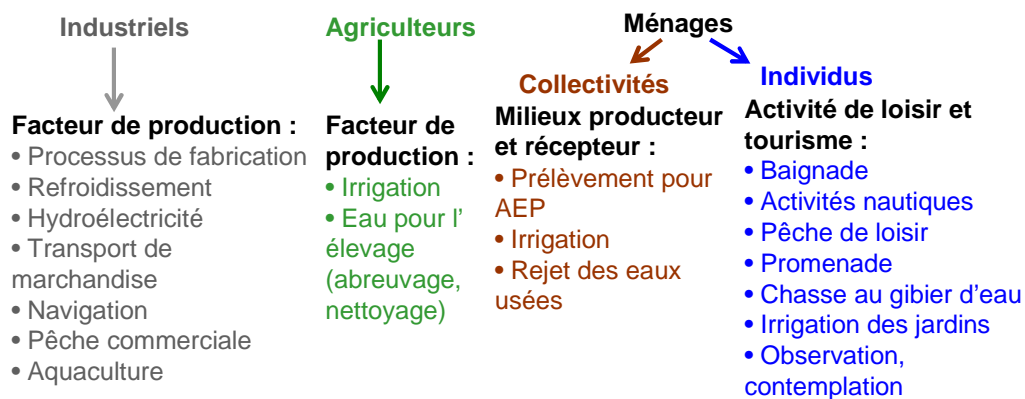 Industriels
Facteur de production :
• Processus de fabrication
• Refroidissement
• Hydroélectricité
• Transport de
marchandise
• Navigation
• Pêche commerciale
• Aquaculture
Agriculteurs
Facteur de
production :
• Irrigation
• Eau pour l’
élevage
(abreuvage,
nettoyage)
Ménages
Collectivités
Milieux producteur
et récepteur :
• Prélèvement pour
AEP
• Irrigation
• Rejet des eaux
usées
Individus
Activité de loisir et
tourisme :
• Baignade
• Activités nautiques
• Pêche de loisir
• Promenade
• Chasse au gibier d’eau
• Irrigation des jardins
• Observation,
contemplation